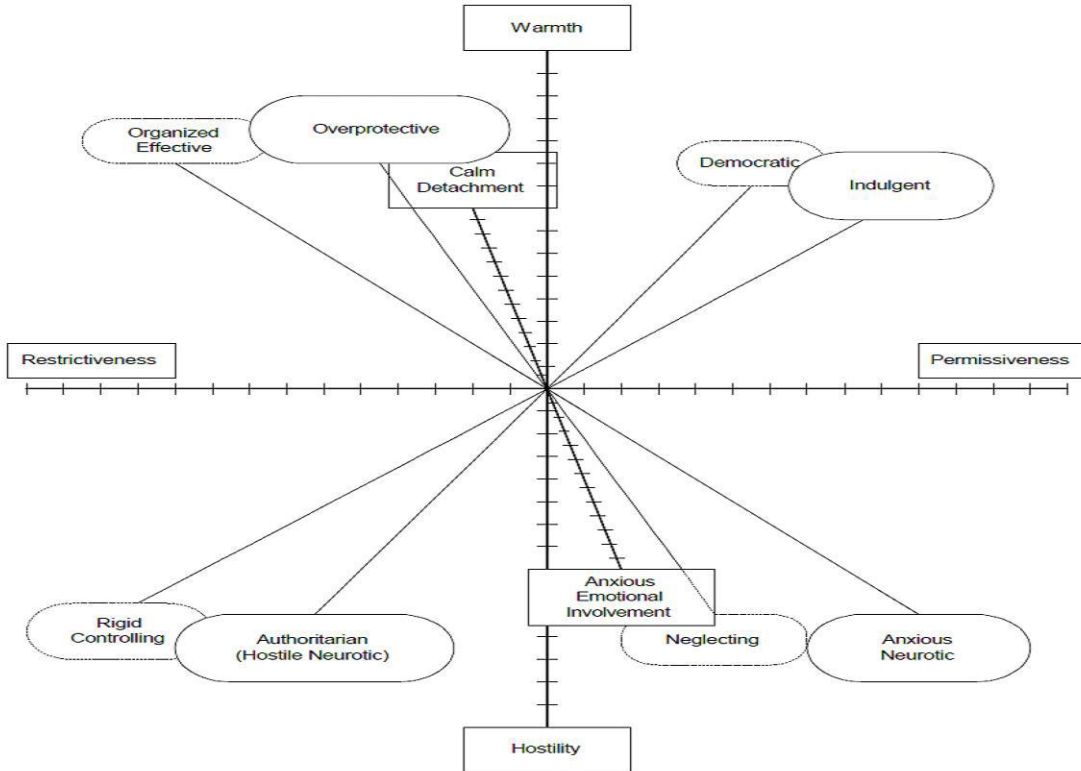 Warmth
Organized
Effective
Overprotective
Calm
Detachment
Democratic
Indulgent
Restrictiveness
Permissiveness
Anxious
Emotional
Involvement
Rigid
Controlling
Authoritarian
(Hostile Neurotic)
Neglecting
Anxious
Neurotic
Hostility